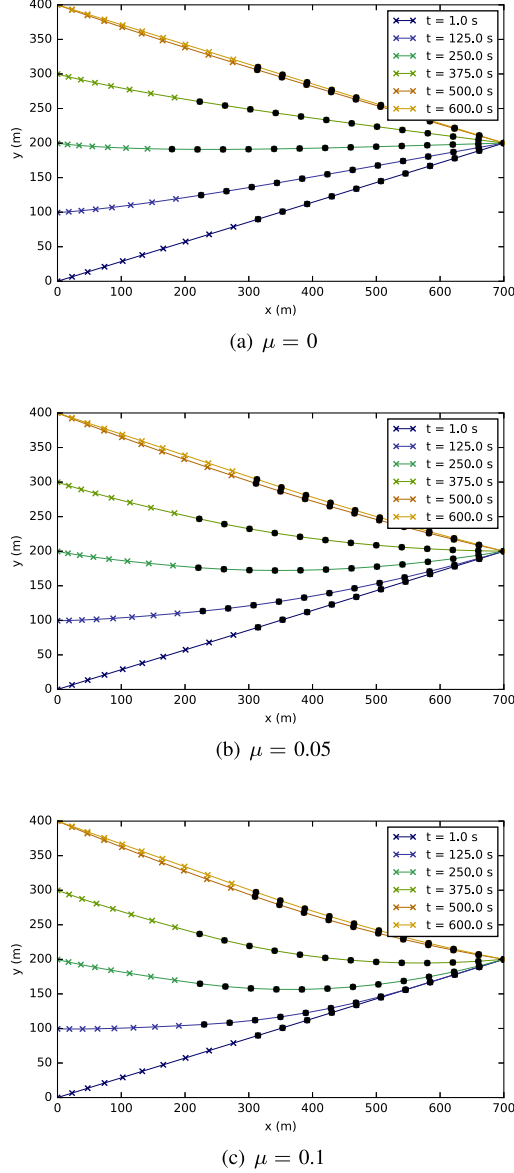 400
350
300
250
200
150
100
50
0
y (m)
0 100 200 300 400 500 600 700
x (m)
t = 1.0 s
t = 125.0 s
t = 250.0 s
t = 375.0 s
t = 500.0 s
t = 600.0 s
(a) μ = 0
400
350
300
250
200
150
100
50
0
y (m)
0 100 200 300 400 500 600 700
x (m)
t = 1.0 s
t = 125.0 s
t = 250.0 s
t = 375.0 s
t = 500.0 s
t = 600.0 s
(b) μ = 0.05
400
350
300
250
200
150
100
50
0
y (m)
0 100 200 300 400 500 600 700
x (m)
t = 1.0 s
t = 125.0 s
t = 250.0 s
t = 375.0 s
t = 500.0 s
t = 600.0 s
(c) μ = 0.1